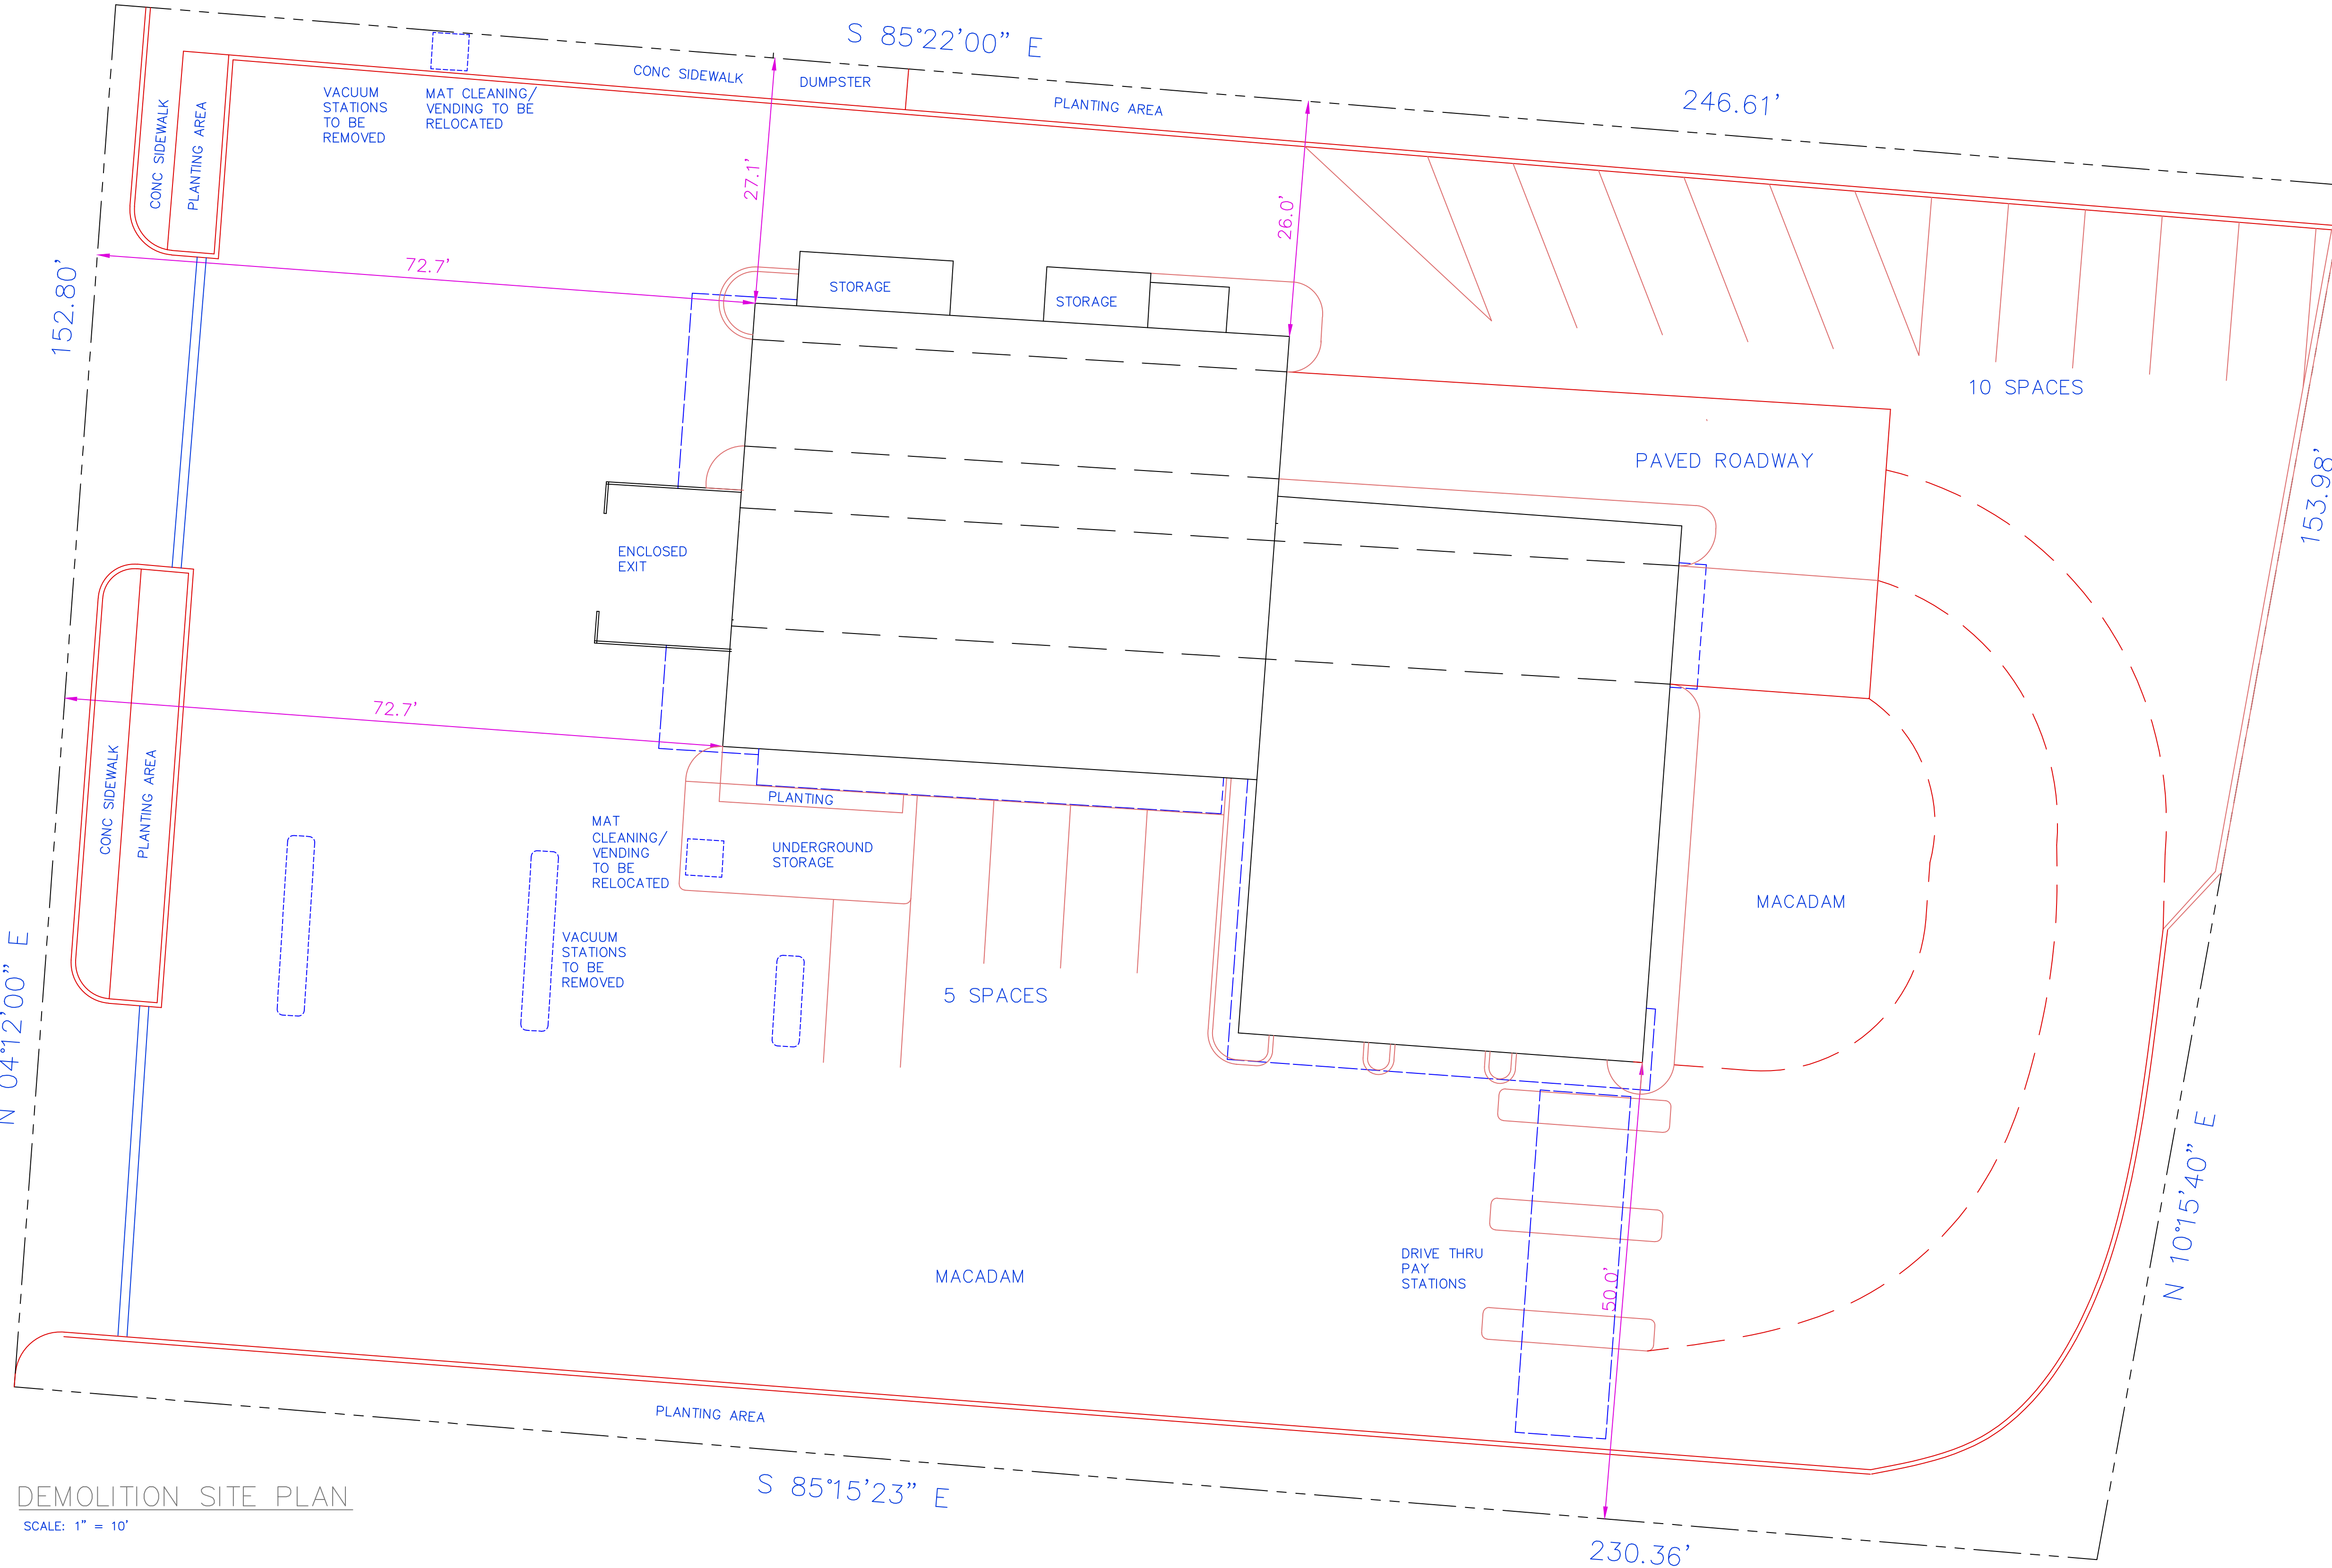 S 85°22'00" E
246.61'
CONC SIDEWALK
DUMPSTER
PLANTING AREA
VACUUM
STATIONS
TO BE
REMOVED
MAT CLEANING/
VENDING TO BE
RELOCATED
CONC SIDEWALK
PLANTING AREA
27.1'
26.0'
72.7'
152.80'
STORAGE
STORAGE
10 SPACES
PAVED ROADWAY
153.98'
ENCLOSED
EXIT
72.7'
CONC SIDEWALK
PLANTING AREA
PLANTING
MAT
CLEANING/
VENDING
TO BE
RELOCATED
UNDERGROUND
STORAGE
MACADAM
VACUUM
STATIONS
TO BE
REMOVED
5 SPACES
N 04°12'00" E
N 10°15'40" E
MACADAM
DRIVE THRU
PAY
STATIONS
50.0'
PLANTING AREA
S 85°15'23" E
230.36'
DEMOLITION SITE PLAN
SCALE: 1" = 10'